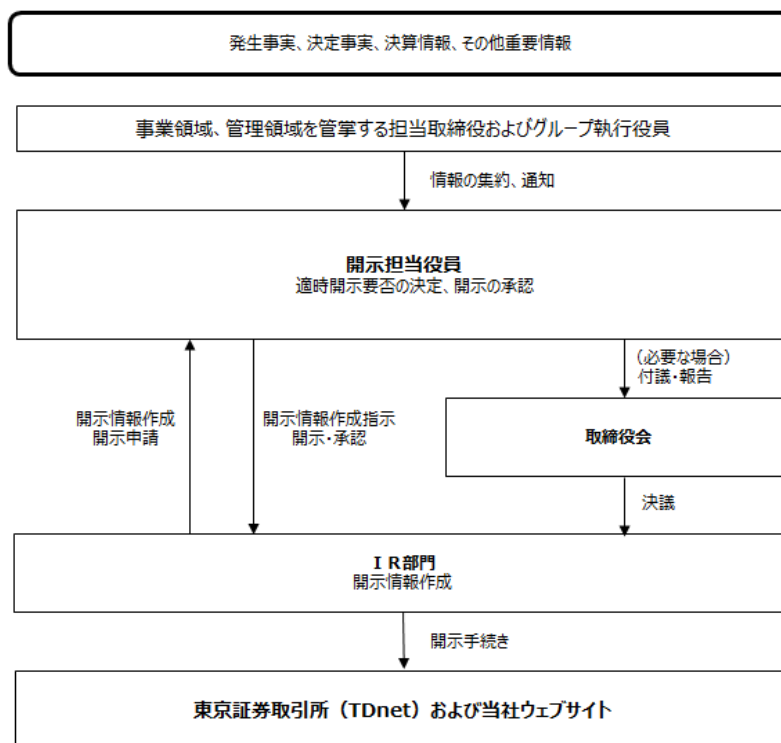 発生事実、決定事実、決算情報、その他重要情報
事業領域、管理領域を管掌する担当取締役およびグループ執行役員
情報の集約、通知
開示担当役員
適時開示要否の決定、開示の承認
（必要な場合）
付議・報告
開示情報作成
開示申請
開示情報作成指示
開示・承認
取締役会
決議
ＩＲ部門
開示情報作成
開示手続き
東京証券取引所（TDnet）および当社ウェブサイト